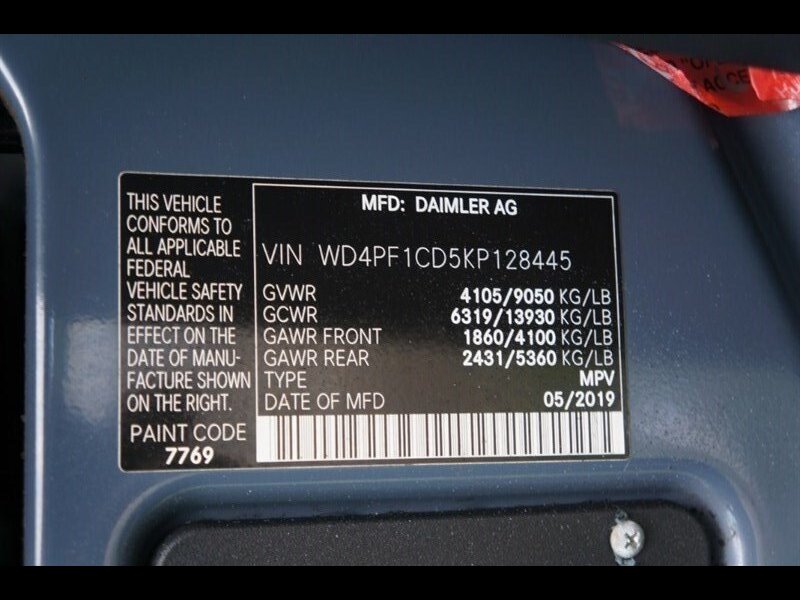 "OP
ACCE
THIS VEHICLE
CONFORMS TO
ALL APPLICABLE
FEDERAL
VEHICLE SAFETY
STANDARDS IN
EFFECT ON THE
DATE OF MANU-
FACTURE SHOWN
ON THE RIGHT.
PAINT CODE
7769
MFD: DAIMLER AG
VIN WD4PF1CD5KP128445
GVWR 4105/9050 KG/LB
GCWR 6319/13930 KG/LB
GAWR FRONT 1860/4100 KG/LB
GAWR REAR 2431/5360 KG/LB
TYPE MPV
DATE OF MFD 05/2019